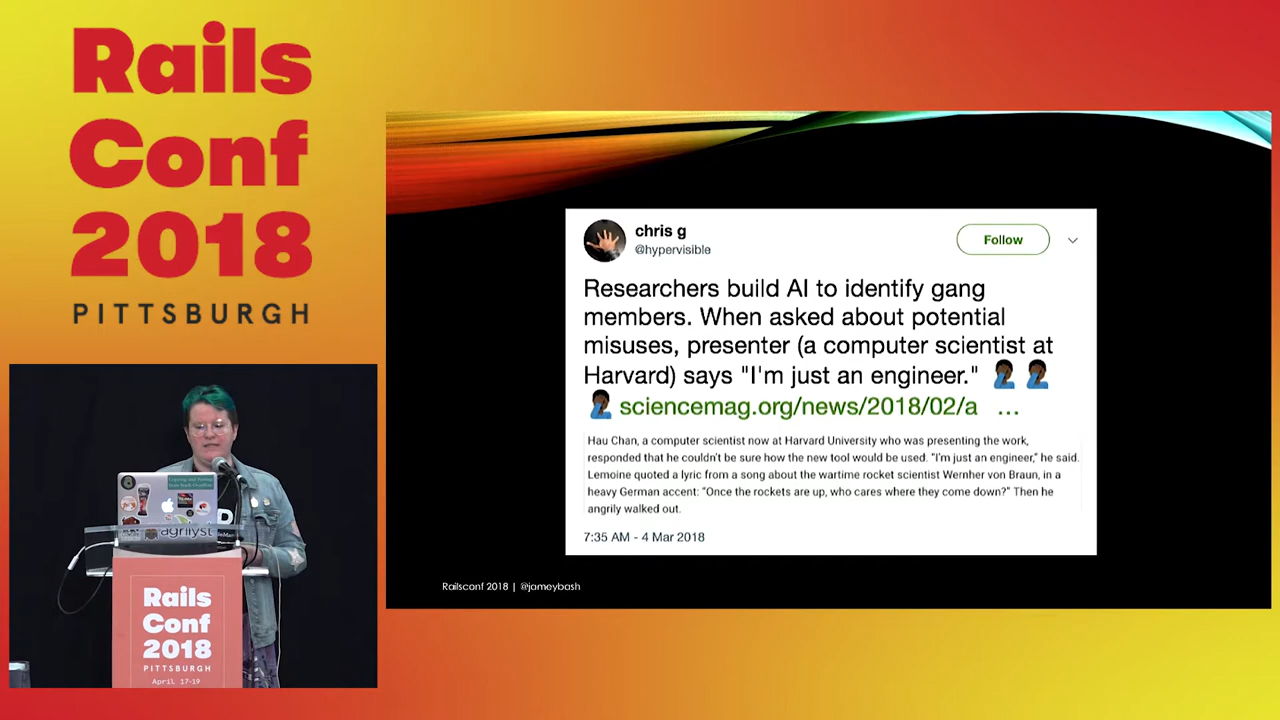 Rails
Conf
2018
PITTSBURGH
chris g
@hypervisible
Follow
Researchers build AI to identify gang
members. When asked about potential
misuses, presenter (a computer scientist at
Harvard) says "I'm just an engineer."
sciencemag.org/news/2018/02/a …
Hau Chan, a computer scientist now at Harvard University who was presenting the work,
responded that he couldn't be sure how the new tool would be used. "I'm just an engineer," he said.
Lemoine quoted a lyric from a song about the wartime rocket scientist Wernher von Braun, in a
heavy German accent: "Once the rockets are up, who cares where they come down?" Then he
angrily walked out.
7:35 AM - 4 Mar 2018
Railsconf 2018 | @jameybash
agrilyst
Rails
Conf
2018
PITTSBURGH
April 17-19